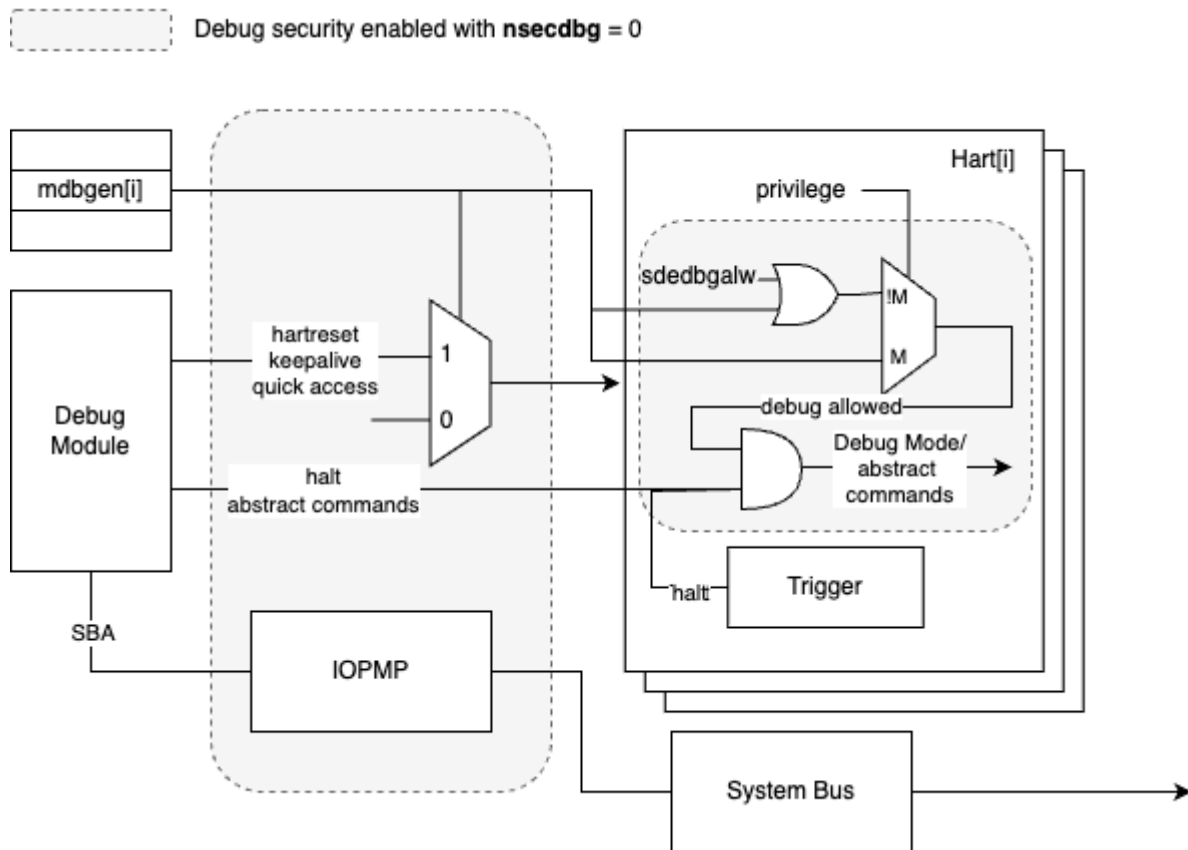 Debug security enabled with nsecdbg = 0
mdbgen[i]
Hart[i]
privilege
sdedbgalw
!M
M
hartreset
keepalive
quick access
1
0
Debug
Module
debug allowed
Debug Mode/
abstract
commands
halt
abstract commands
halt
Trigger
SBA
IOPMP
System Bus